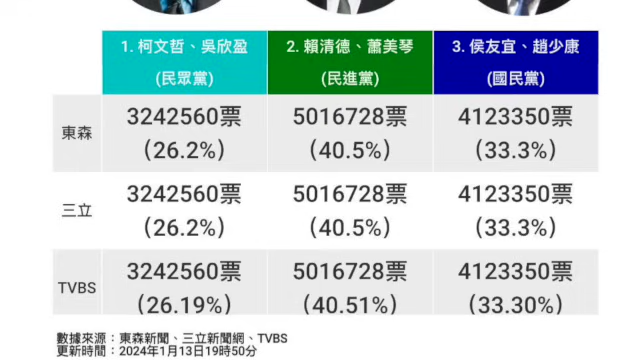 1. 柯文哲、吳欣盈 2. 賴清德、蕭美琴 3. 侯友宜、趙少康
(民眾黨) (民進黨) (國民黨)
東森 3242560票 5016728票 4123350票
(26.2%) (40.5%) (33.3%)
三立 3242560票 5016728票 4123350票
(26.2%) (40.5%) (33.3%)
TVBS 3242560票 5016728票 4123350票
(26.19%) (40.51%) (33.30%)
數據來源：東森新聞、三立新聞網、TVBS
更新時間：2024年1月13日19時50分